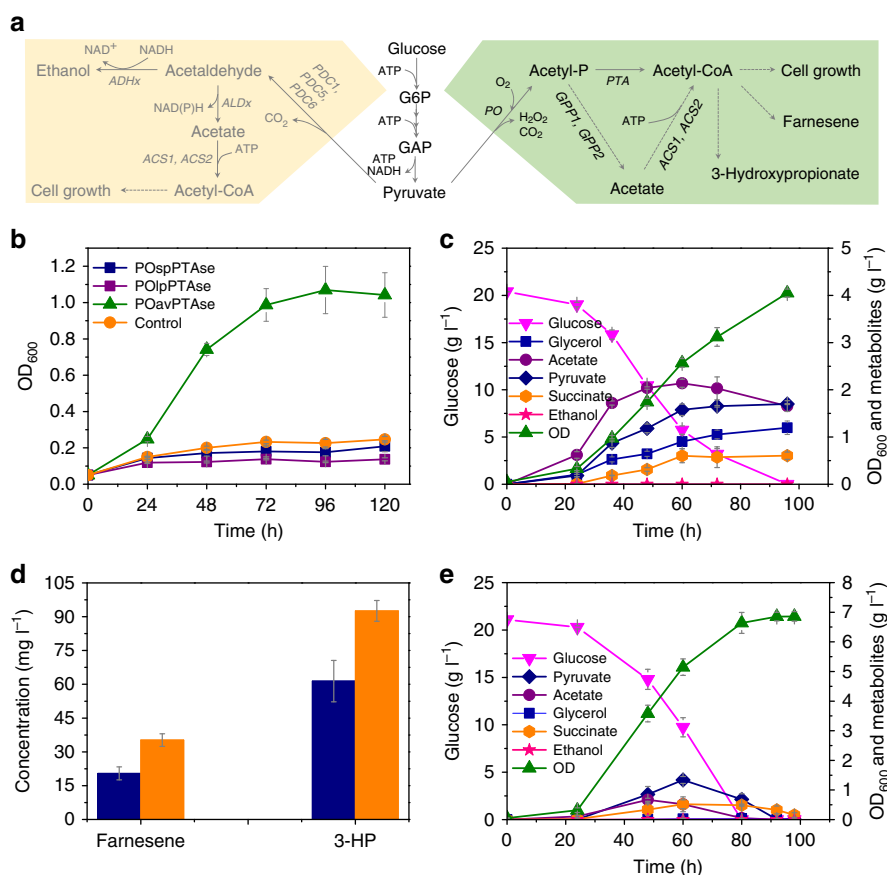 a
NAD+ NADH
Ethanol Acetaldehyde
ADHx
NAD(P)H ALDx
Acetate
ACS1, ACS2 ATP
Cell growth Acetyl-CoA
PDC1,
PDC5,
PDC6
CO2
Glucose
ATP
G6P
ATP
GAP
ATP
NADH
Pyruvate
Acetyl-P PTA Acetyl-CoA Cell growth
O2
PO H2O2
CO2
GPP1, GPP2
ATP
ACS1, ACS2
Farnesene
3-Hydroxypropionate
Acetate
b
POspPTAse
POlpPTAse
POavPTAse
Control
OD600
1.2
1.0
0.8
0.6
0.4
0.2
0.0
0 24 48 72 96 120
Time (h)
c
Glucose
Glycerol
Acetate
Pyruvate
Succinate
Ethanol
OD
Glucose (g l−1)
25
20
15
10
5
0
0 20 40 60 80 100
Time (h)
5
4
3
2
1
0
OD600 and metabolites (g l−1)
d
Concentration (mg l−1)
105
90
75
60
45
30
15
0
Farnesene 3-HP
e
Glucose
Pyruvate
Acetate
Glycerol
Succinate
Ethanol
OD
Glucose (g l−1)
25
20
15
10
5
0
0 20 40 60 80 100
Time (h)
8
7
6
5
4
3
2
1
0
OD600 and metabolites (g l−1)